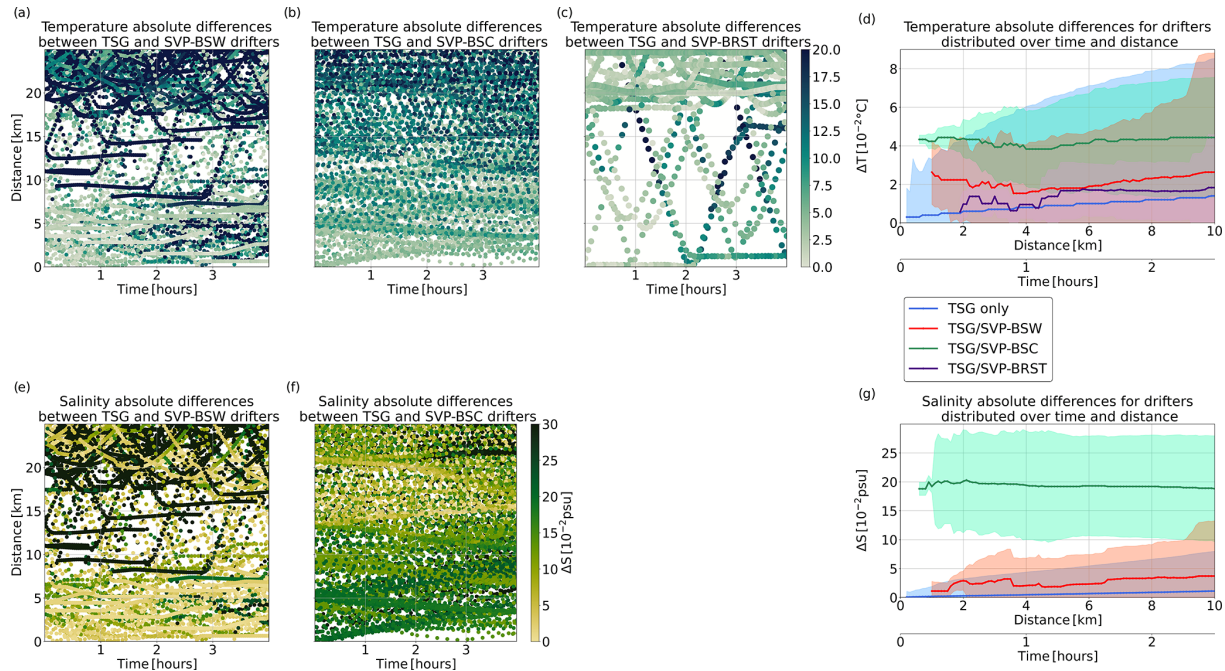 (a)
Temperature absolute differences
between TSG and SVP-BSW drifters
Distance [km]
20
15
10
5
0
1
2
3
Time [hours]
(b)
Temperature absolute differences
between TSG and SVP-BSC drifters
1
2
3
Time [hours]
(c)
Temperature absolute differences
between TSG and SVP-BRST drifters
1
2
3
Time [hours]
20.0
17.5
15.0
12.5
10.0
7.5
5.0
2.5
0.0
(d)
Temperature absolute differences for drifters
distributed over time and distance
ΔT [10⁻²°C]
8
6
4
2
0
2
4
6
8
10
Distance [km]
0
1
2
Time [hours]
TSG only
TSG/SVP-BSW
TSG/SVP-BSC
TSG/SVP-BRST
(e)
Salinity absolute differences
between TSG and SVP-BSW drifters
Distance [km]
20
15
10
5
0
1
2
3
Time [hours]
(f)
Salinity absolute differences
between TSG and SVP-BSC drifters
1
2
3
Time [hours]
30
25
20
15
10
5
0
ΔS [10⁻²psu]
(g)
Salinity absolute differences for drifters
distributed over time and distance
ΔS [10⁻²psu]
25
20
15
10
5
0
2
4
6
8
10
Distance [km]
0
1
2
Time [hours]